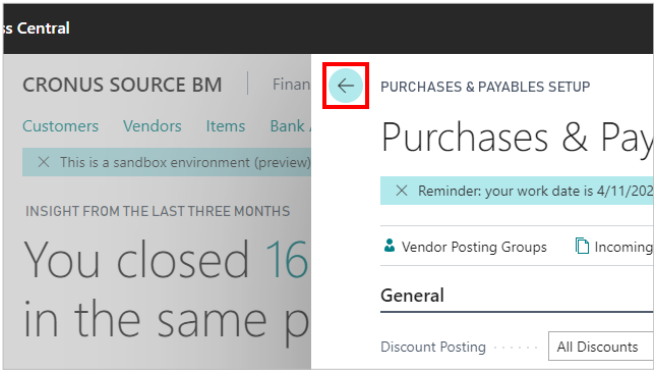 ss Central
CRONUS SOURCE BM
Finan
Customers Vendors Items Bank
This is a sandbox environment (preview)
INSIGHT FROM THE LAST THREE MONTHS
You closed 16
in the same p
PURCHASES & PAYABLES SETUP
Purchases & Pay
Reminder: your work date is 4/11/202
Vendor Posting Groups Incoming
General
Discount Posting All Discounts